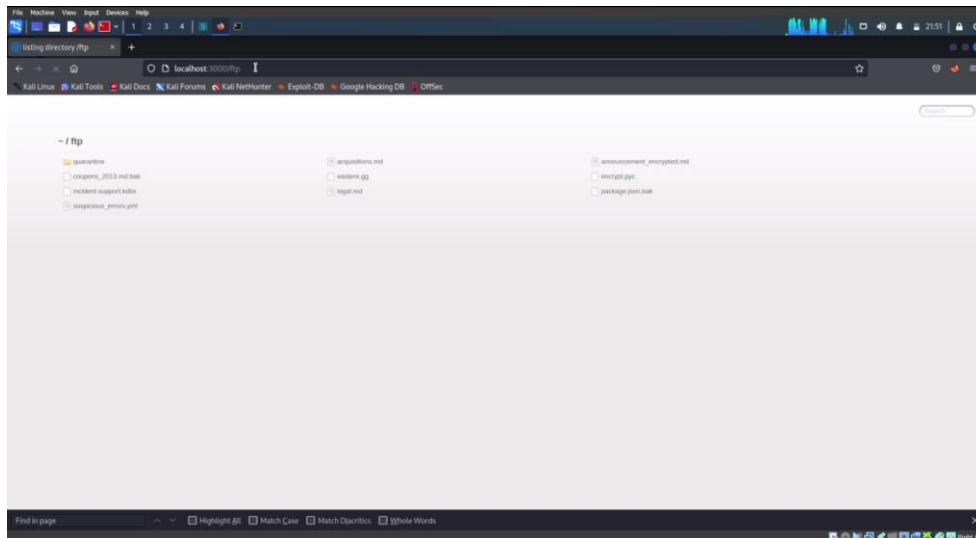 File Machine View Input Devices Help
1 2 3 4 21:51
listing directory /ftp
localhost:3000/ftp
Kali Linux Kali Tools Kali Docs Kali Forums Kali NetHunter Exploit-DB Google Hacking DB OffSec
Search
~ / ftp
quarantine acquisitions.md announcement_encrypted.md
coupons_2013.md.bak eastere.gg encrypt.pyc
incident-support.kdbx legal.md package.json.bak
suspicious_errors.yml
Find in page Highlight All Match Case Match Diacritics Whole Words